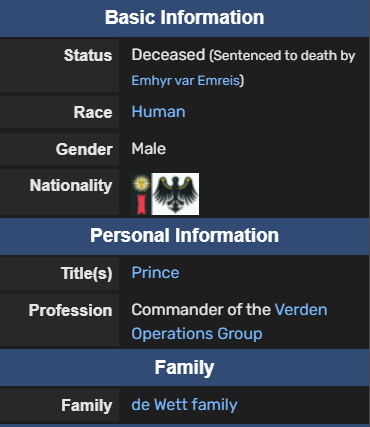 Basic Information
Status Deceased (Sentenced to death by
Emhyr var Emreis)
Race Human
Gender Male
Nationality
Personal Information
Title(s) Prince
Profession Commander of the Verden
Operations Group
Family
Family de Wett family